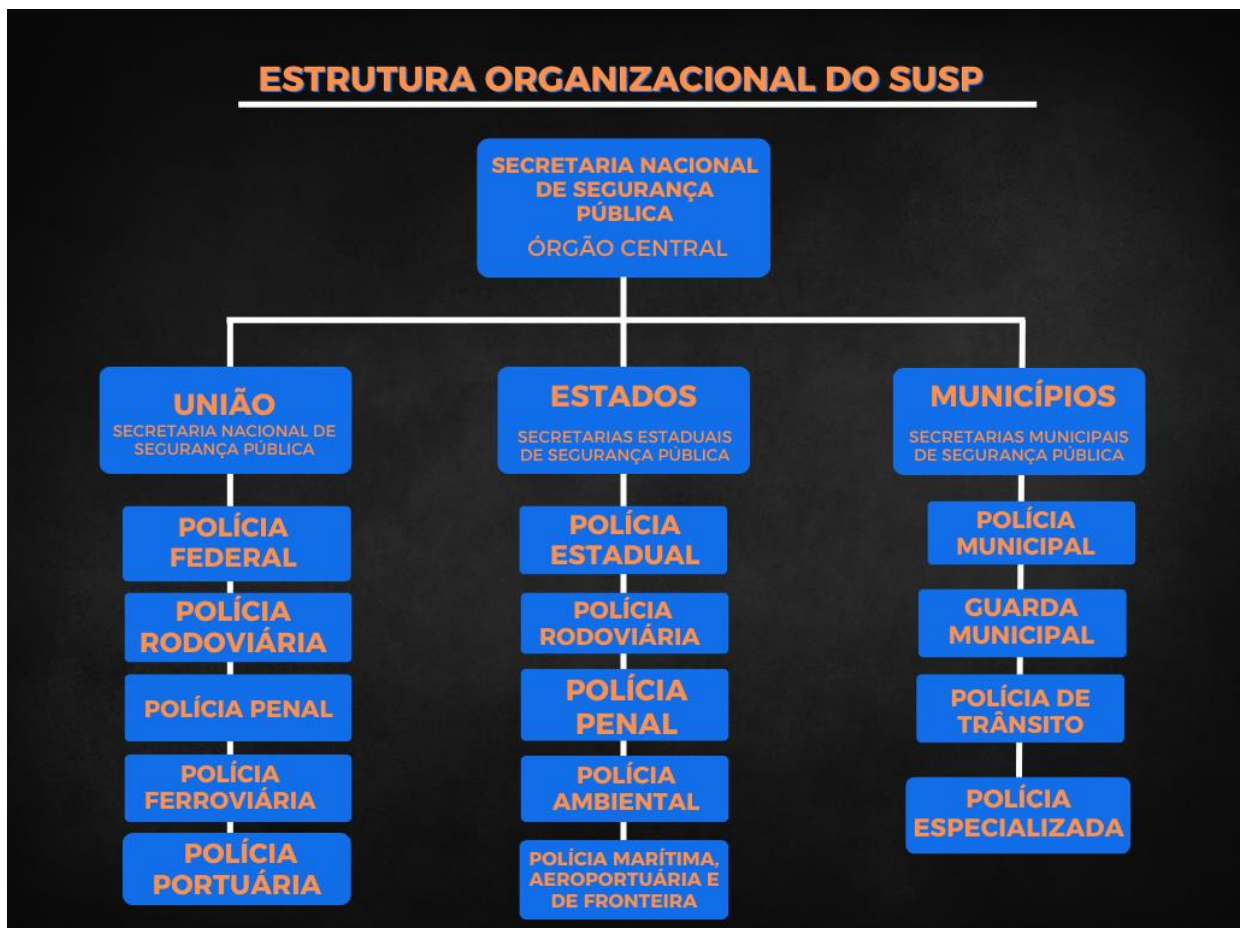 ESTRUTURA ORGANIZACIONAL DO SUSP
SECRETARIA NACIONAL
DE SEGURANÇA
PÚBLICA
ÓRGÃO CENTRAL
UNIÃO
SECRETARIA NACIONAL DE
SEGURANÇA PÚBLICA
POLÍCIA
FEDERAL
POLÍCIA
RODOVIÁRIA
POLÍCIA PENAL
POLÍCIA
FERROVIÁRIA
POLÍCIA
PORTUÁRIA
ESTADOS
SECRETARIAS ESTADUAIS
DE SEGURANÇA PÚBLICA
POLÍCIA
ESTADUAL
POLÍCIA
RODOVIÁRIA
POLÍCIA
PENAL
POLÍCIA
AMBIENTAL
POLÍCIA MARÍTIMA,
AEROPORTUÁRIA E
DE FRONTEIRA
MUNICÍPIOS
SECRETARIAS MUNICIPAIS
DE SEGURANÇA PÚBLICA
POLÍCIA
MUNICIPAL
GUARDA
MUNICIPAL
POLÍCIA DE
TRÂNSITO
POLÍCIA
ESPECIALIZADA